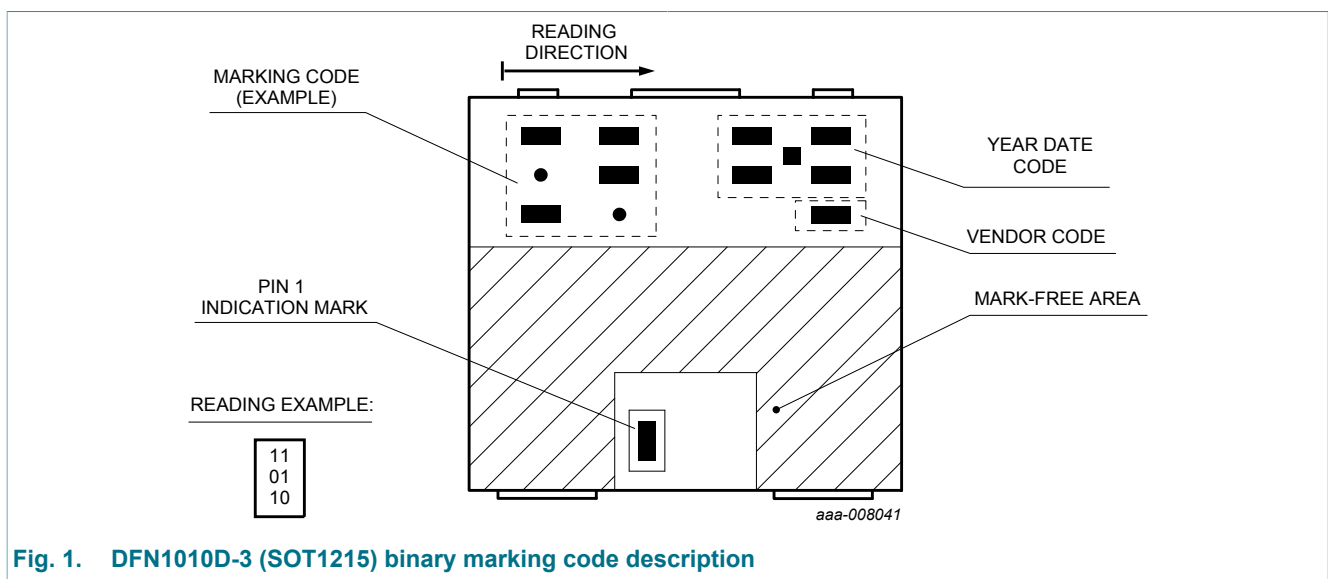 READING
DIRECTION
MARKING CODE
(EXAMPLE)
YEAR DATE
CODE
VENDOR CODE
PIN 1
INDICATION MARK
MARK-FREE AREA
READING EXAMPLE:
11
01
10
aaa-008041
Fig. 1. DFN1010D-3 (SOT1215) binary marking code description